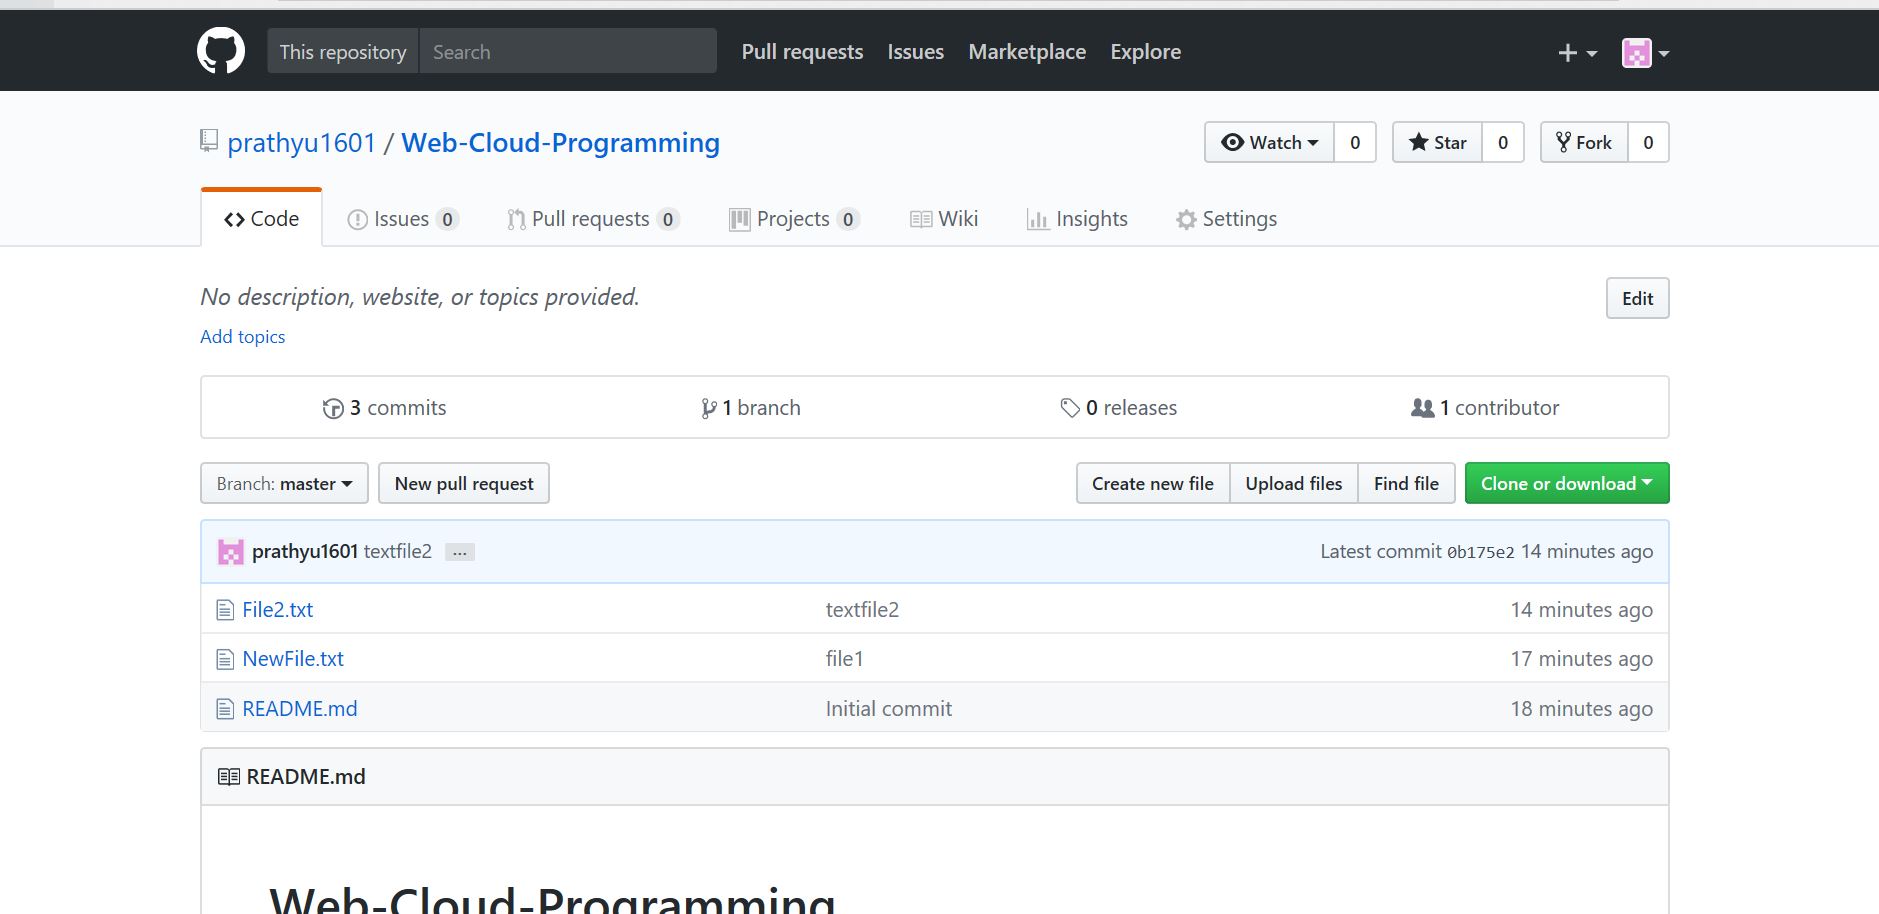 This repository Search Pull requests Issues Marketplace Explore
prathyu1601 / Web-Cloud-Programming Watch 0 Star 0 Fork 0
Code Issues 0 Pull requests 0 Projects 0 Wiki Insights Settings
No description, website, or topics provided. Edit
Add topics
3 commits 1 branch 0 releases 1 contributor
Branch: master New pull request Create new file Upload files Find file Clone or download
prathyu1601 textfile2 ... Latest commit 0b175e2 14 minutes ago
File2.txt textfile2 14 minutes ago
NewFile.txt file1 17 minutes ago
README.md Initial commit 18 minutes ago
README.md
Web-Cloud-Programming